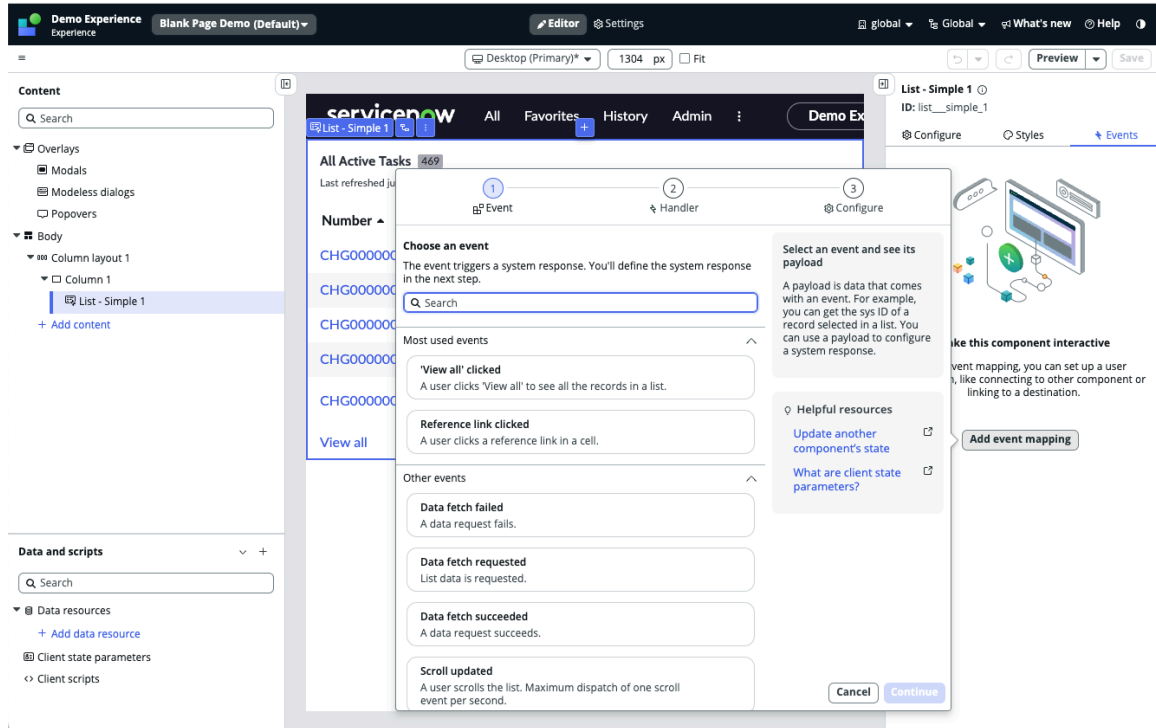 Demo Experience
Experience
Blank Page Demo (Default)
Editor
Settings
global
Global
What's new
Help
Desktop (Primary)*
1304 px
Fit
Preview
Save
Content
Search
Overlays
Modals
Modeless dialogs
Popovers
Body
Column layout 1
Column 1
List - Simple 1
+ Add content
Data and scripts
Search
Data resources
+ Add data resource
Client state parameters
Client scripts
servicenow
All
Favorites
History
Admin
Demo Ex
List - Simple 1
All Active Tasks 469
Last refreshed ju
Number
CHG000000
CHG000000
CHG000000
CHG000000
CHG000000
View all
1
Event
2
Handler
3
Configure
Choose an event
The event triggers a system response. You'll define the system response
in the next step.
Search
Most used events
'View all' clicked
A user clicks 'View all' to see all the records in a list.
Reference link clicked
A user clicks a reference link in a cell.
Other events
Data fetch failed
A data request fails.
Data fetch requested
List data is requested.
Data fetch succeeded
A data request succeeds.
Scroll updated
A user scrolls the list. Maximum dispatch of one scroll
event per second.
Select an event and see its
payload
A payload is data that comes
with an event. For example,
you can get the sys ID of a
record selected in a list. You
can use a payload to configure
a system response.
Helpful resources
Update another
component's state
What are client state
parameters?
Cancel
Continue
List - Simple 1
ID: list__simple_1
Configure
Styles
Events
ke this component interactive
vent mapping, you can set up a user
n, like connecting to other component or
linking to a destination.
Add event mapping